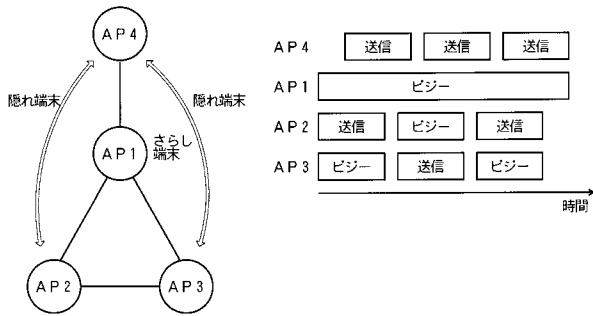 AP4
隠れ端末
隠れ端末
AP1
さらし
端末
AP2
AP3
AP4 送信 送信 送信
AP1 ビジー
AP2 送信 ビジー 送信
AP3 ビジー 送信 ビジー
時間